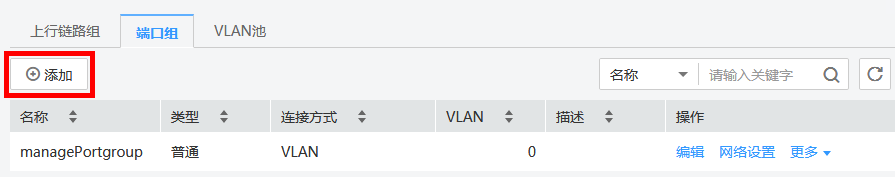 上行链路组 端口组 VLAN池
添加 名称 请输入关键字
名称 类型 连接方式 VLAN 描述 操作
managePortgroup 普通 VLAN 0 编辑 网络设置 更多